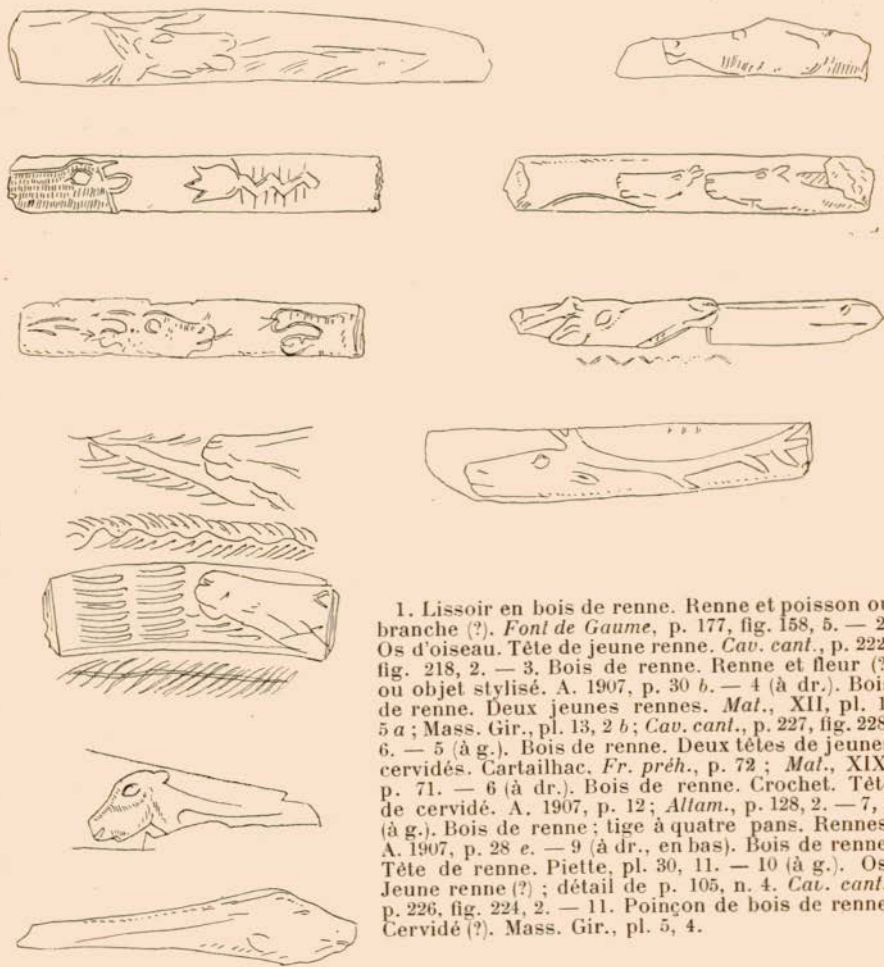 1. Lissoir en bois de renne. Renne et poisson ou
branche (?). Font de Gaume, p. 177, fig. 158, 5. — 2
Os d'oiseau. Tête de jeune renne. Cav. cant., p. 222
fig. 218, 2. — 3. Bois de renne. Renne et fleur (?
ou objet stylisé. A. 1907, p. 30 b. — 4 (à dr.). Bois
de renne. Deux jeunes rennes. Mat., XII, pl. 1
5 a ; Mass. Gir., pl. 13, 2 b ; Cav. cant., p. 227, fig. 228
6. — 5 (à g.). Bois de renne. Deux têtes de jeune
cervidés. Cartailhac. Fr. préh., p. 72 ; Mat., XIX
p. 71. — 6 (à dr.). Bois de renne. Crochet. Têt
de cervidé. A. 1907, p. 12 ; Altam., p. 128, 2. — 7,
(à g.). Bois de renne ; tige à quatre pans. Rennes
A. 1907, p. 28 e. — 9 (à dr., en bas). Bois de renne
Tête de renne. Piette, pl. 30, 11. — 10 (à g.). Os
Jeune renne (?) ; détail de p. 105, n. 4. Cav. cant.
p. 226, fig. 224, 2. — 11. Poinçon de bois de renne
Cervidé (?). Mass. Gir., pl. 5, 4.